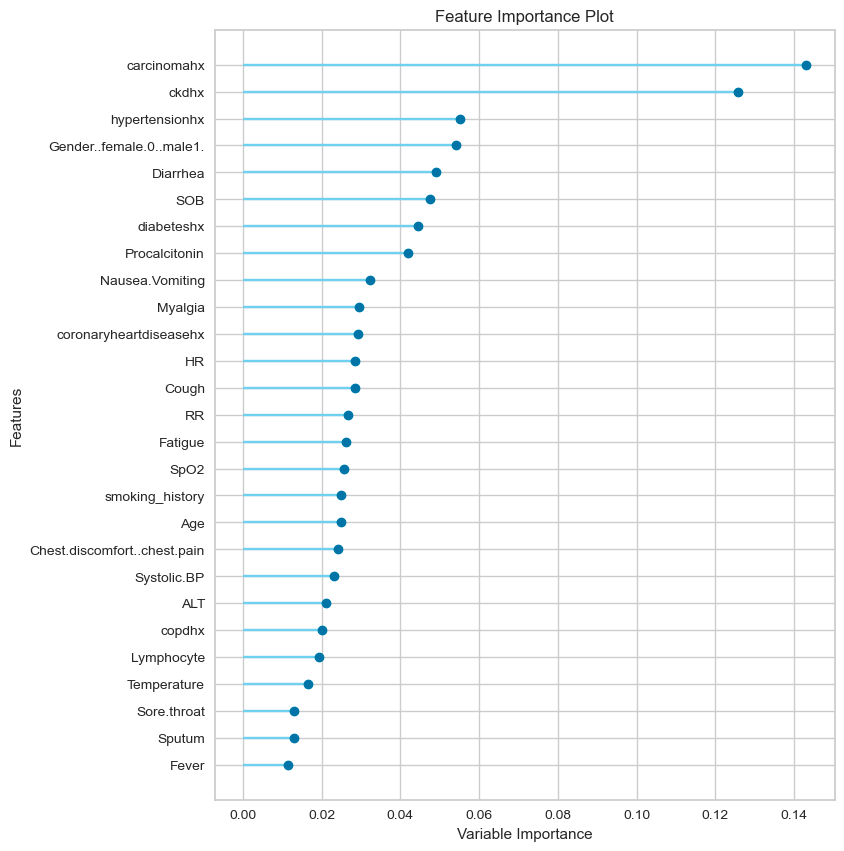 Feature Importance Plot
carcinomahx
ckdhx
hypertensionhx
Gender..female.0..male1.
Diarrhea
SOB
diabeteshx
Procalcitonin
Nausea.Vomiting
Myalgia
coronaryheartdiseasehx
HR
Cough
RR
Fatigue
SpO2
smoking_history
Age
Chest.discomfort..chest.pain
Systolic.BP
ALT
copdhx
Lymphocyte
Temperature
Sore.throat
Sputum
Fever
Features
0.00 0.02 0.04 0.06 0.08 0.10 0.12 0.14
Variable Importance